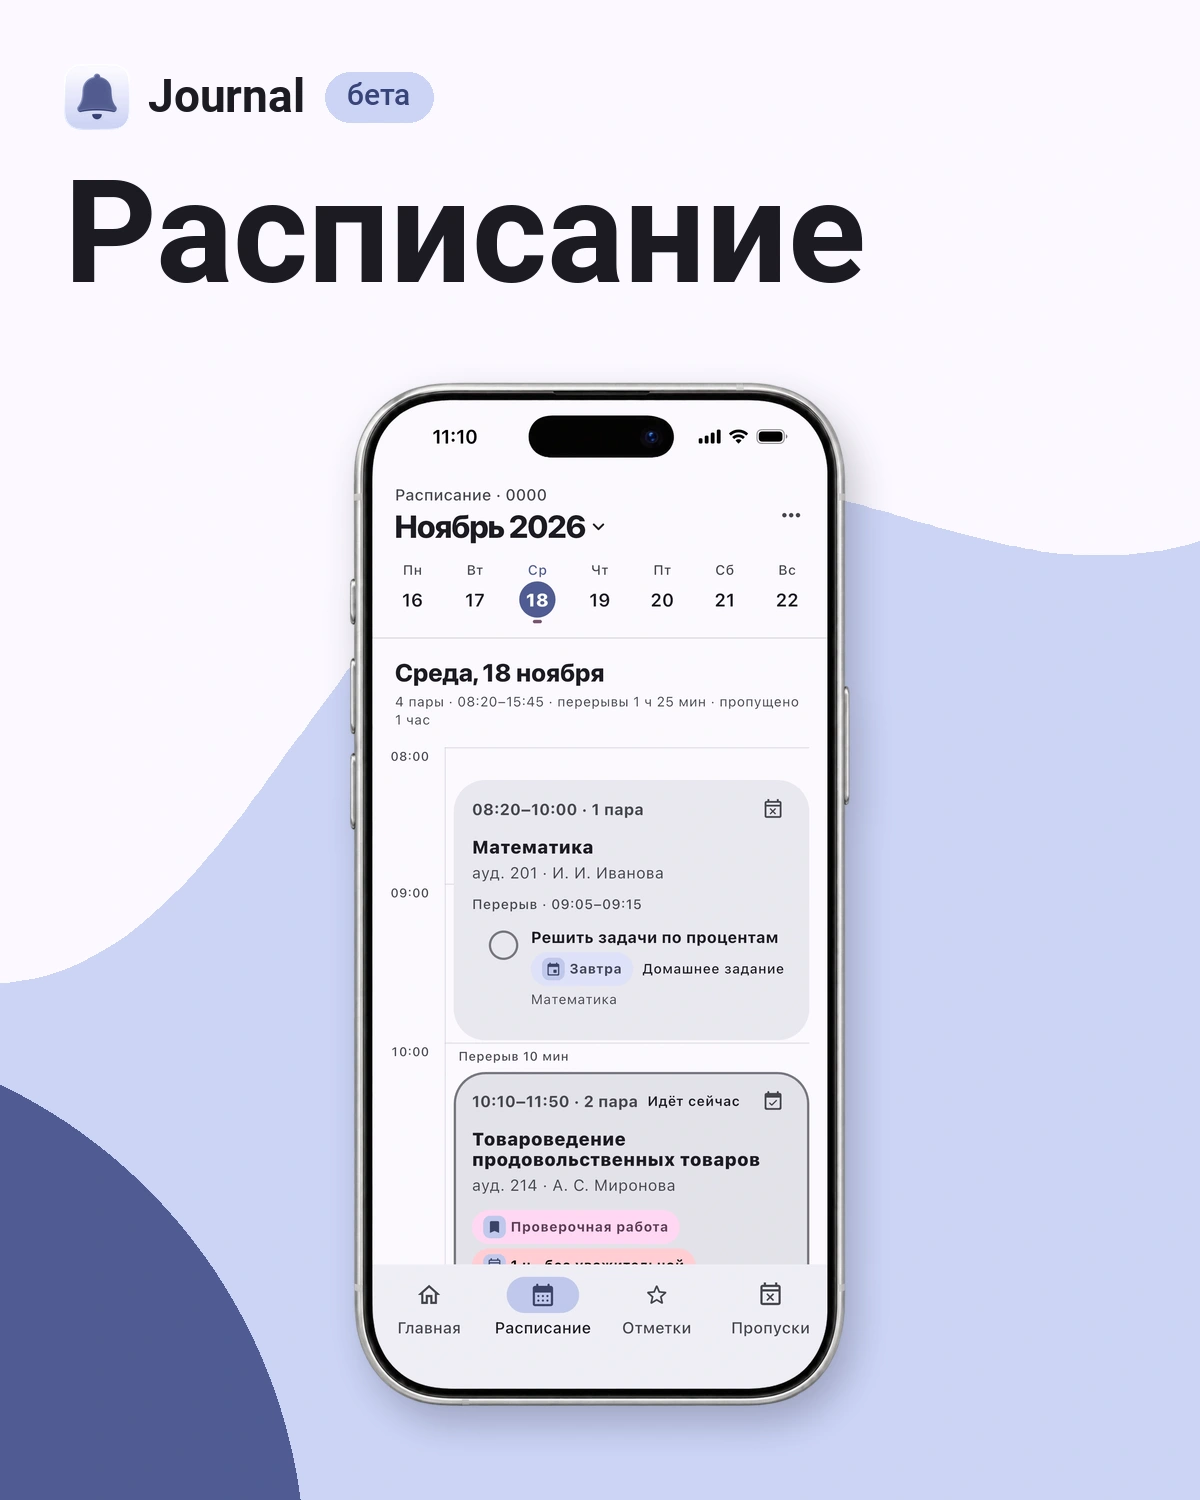 Journal бета
Расписание
11:10
Расписание · 0000
Ноябрь 2026
Пн Вт Ср Чт Пт Сб Вс
16 17 18 19 20 21 22
Среда, 18 ноября
4 пары · 08:20–15:45 · перерывы 1 ч 25 мин · пропущено
1 час
08:00
08:20–10:00 · 1 пара
Математика
ауд. 201 · И. И. Иванова
09:00
Перерыв · 09:05–09:15
Решить задачи по процентам
Завтра Домашнее задание
Математика
10:00
Перерыв 10 мин
10:10–11:50 · 2 пара Идёт сейчас
Товароведение
продовольственных товаров
ауд. 214 · А. С. Миронова
Проверочная работа
Главная Расписание Отметки Пропуски